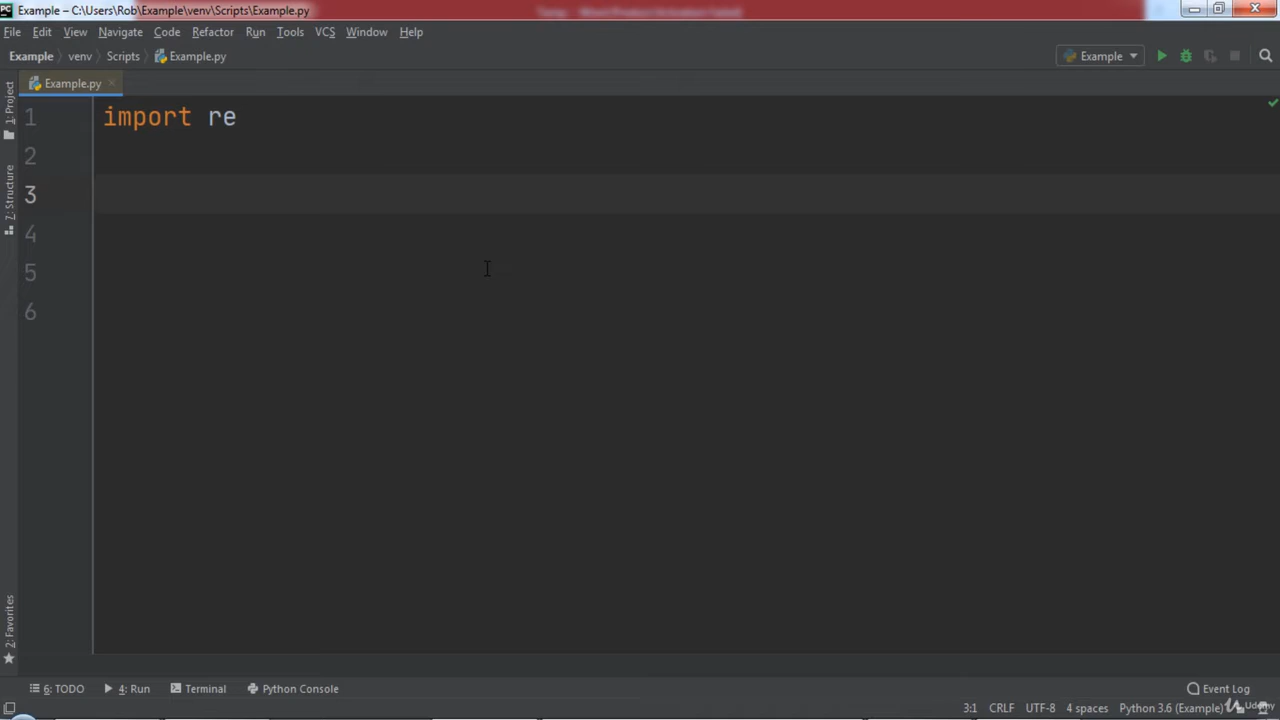 PC Example – C:\Users\Rob\Example\venv\Scripts\Example.py
File Edit View Navigate Code Refactor Run Tools VCS Window Help
Example venv Scripts Example.py Example
Example.py
1: Project
7: Structure
2: Favorites
1 import re
2
3
4
5
6
6: TODO 4: Run Terminal Python Console Event Log
3:1 CRLF UTF-8 4 spaces Python 3.6 (Example) Udemy